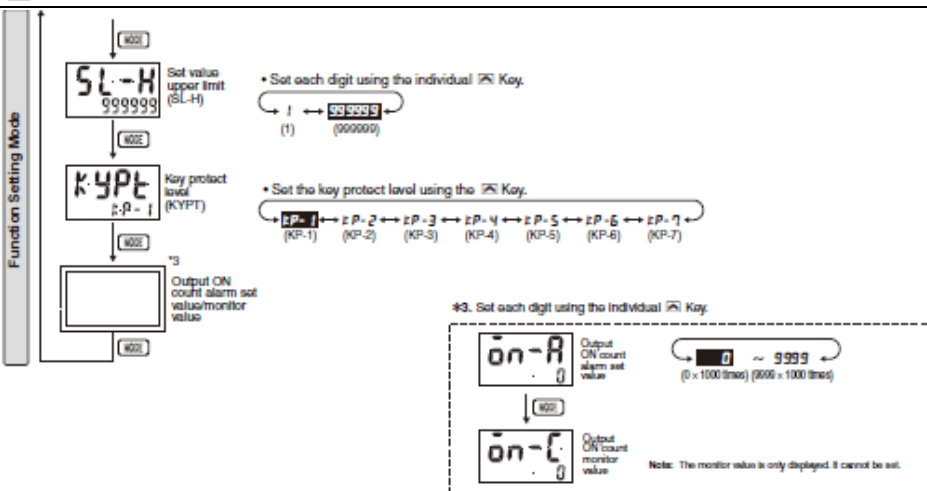 Function Setting Mode
MODE
SL-H
999999
Set value
upper limit
(SL-H)
• Set each digit using the individual Key.
1 ↔ 999999
(1) (999999)
MODE
KYPt
KP-1
Key protect
level
(KYPT)
• Set the key protect level using the Key.
KP-1 ↔ KP-2 ↔ KP-3 ↔ KP-4 ↔ KP-5 ↔ KP-6 ↔ KP-7
(KP-1) (KP-2) (KP-3) (KP-4) (KP-5) (KP-6) (KP-7)
MODE
*3
Output ON
count alarm set
value/monitor
value
MODE
*3. Set each digit using the individual Key.
on-A
0
Output
ON count
alarm set
value
0 ~ 9999
(0 × 1000 times) (9999 × 1000 times)
MODE
on-C
0
Output
ON count
monitor
value
Note: The monitor value is only displayed. It cannot be set.